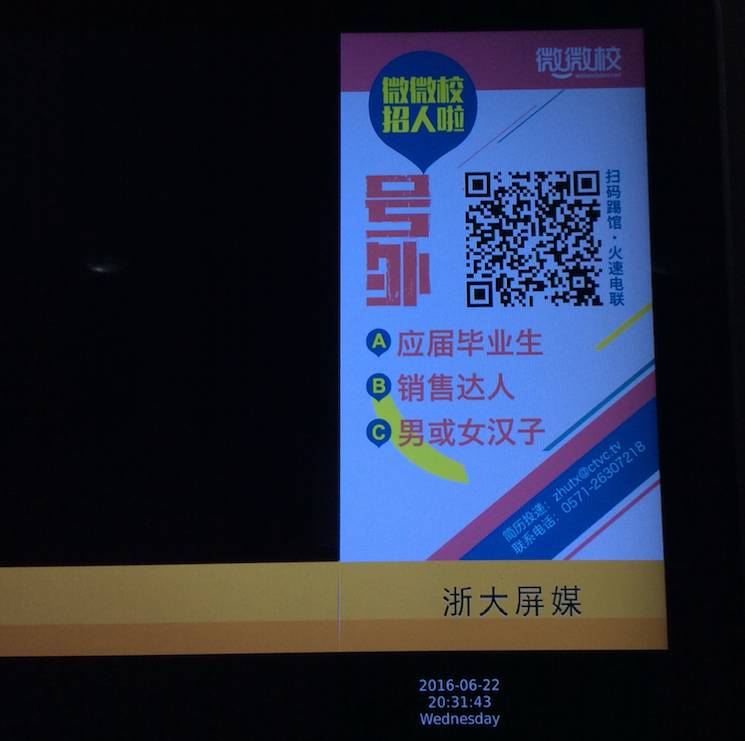 微微校
微微校
招人啦
号外
扫码踢馆·火速电联
A 应届毕业生
B 销售达人
C 男或女汉子
简历投递：zhutx@ctvc.tv
联系电话：0571-26307218
浙大屏媒
2016-06-22
20:31:43
Wednesday